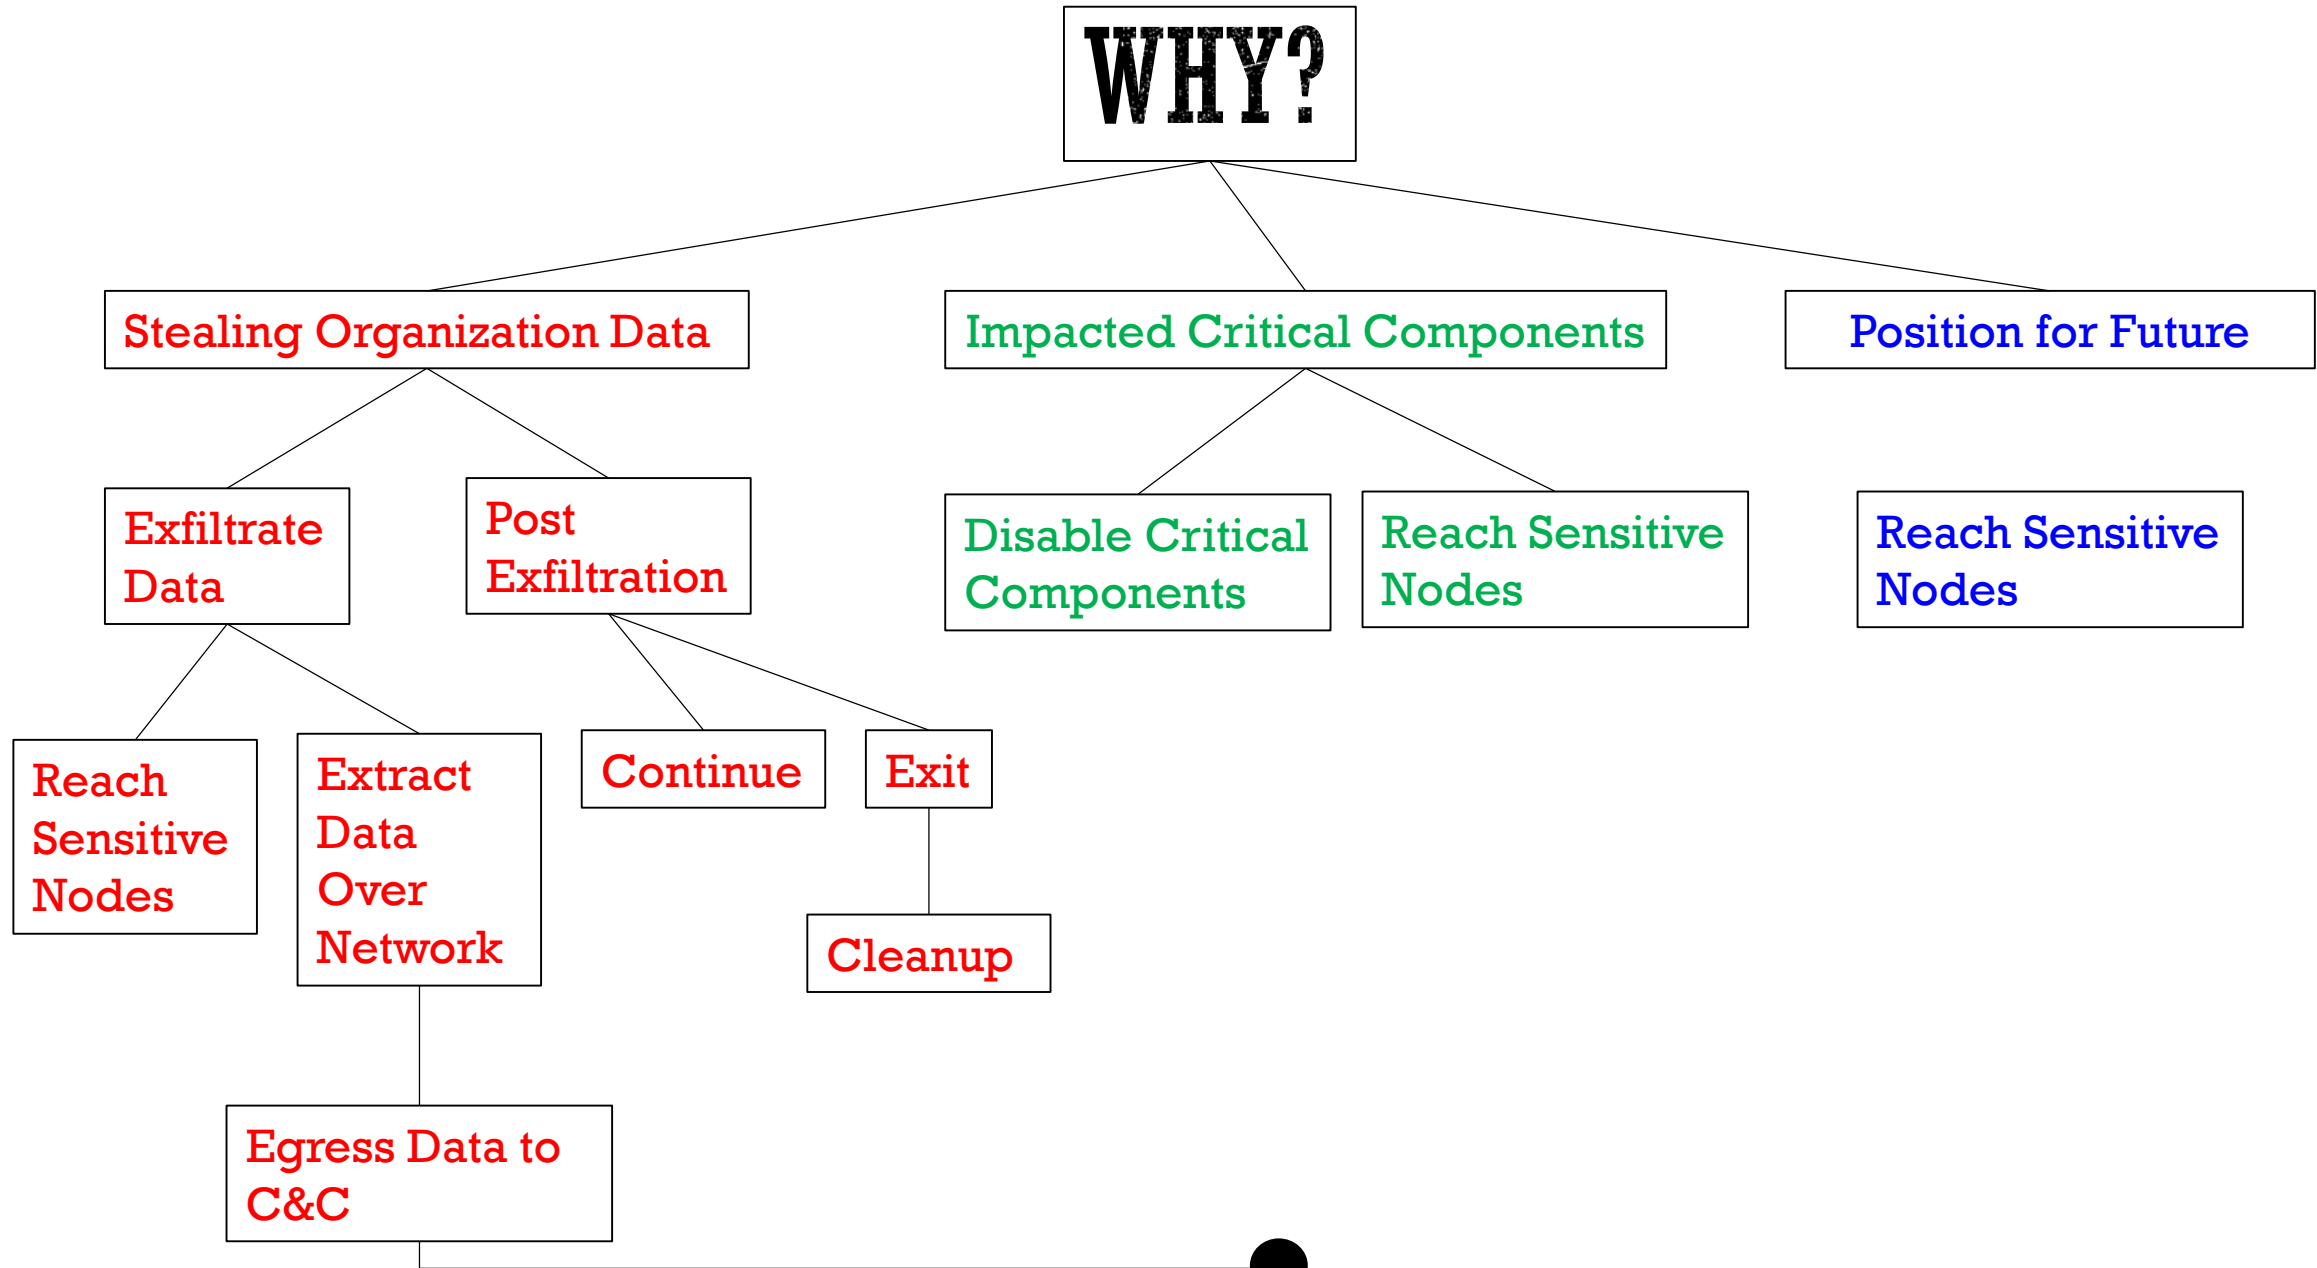 WHY?
Stealing Organization Data
Impacted Critical Components
Position for Future
Exfiltrate
Data
Post
Exfiltration
Disable Critical
Components
Reach Sensitive
Nodes
Reach Sensitive
Nodes
Reach
Sensitive
Nodes
Extract
Data
Over
Network
Continue
Exit
Cleanup
Egress Data to
C&C